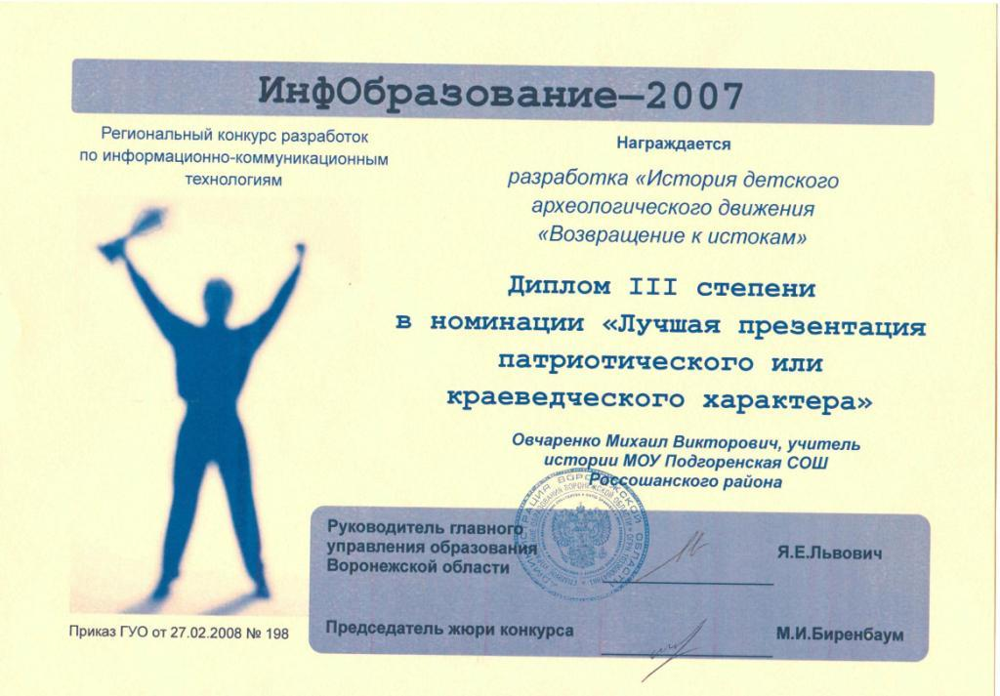 ИнфОбразование—2007
Региональный конкурс разработок
по информационно-коммуникационным
технологиям
Награждается
разработка «История детского
археологического движения
«Возвращение к истокам»
Диплом III степени
в номинации «Лучшая презентация
патриотического или
краеведческого характера»
Овчаренко Михаил Викторович, учитель
истории МОУ Подгоренская СОШ
Россошанского района
Руководитель главного
управления образования
Воронежской области
Я.Е.Львович
Председатель жюри конкурса
М.И.Биренбаум
Приказ ГУО от 27.02.2008 № 198